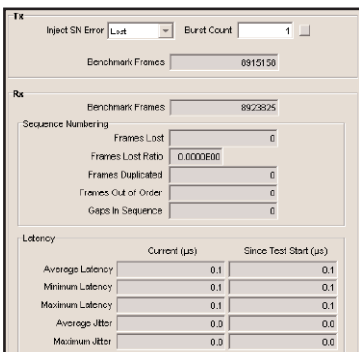 Tx
Inject SN Error Lost Burst Count 1
Benchmark Frames 8915158
Rx
Benchmark Frames 8923825
Sequence Numbering
Frames Lost 0
Frames Lost Ratio 0.0000E00
Frames Duplicated 0
Frames Out of Order 0
Gaps In Sequence 0
Latency
Current (µs) Since Test Start (µs)
Average Latency 0.1 0.1
Minimum Latency 0.1 0.1
Maximum Latency 0.1 0.1
Average Jitter 0.0 0.0
Maximum Jitter 0.0 0.0